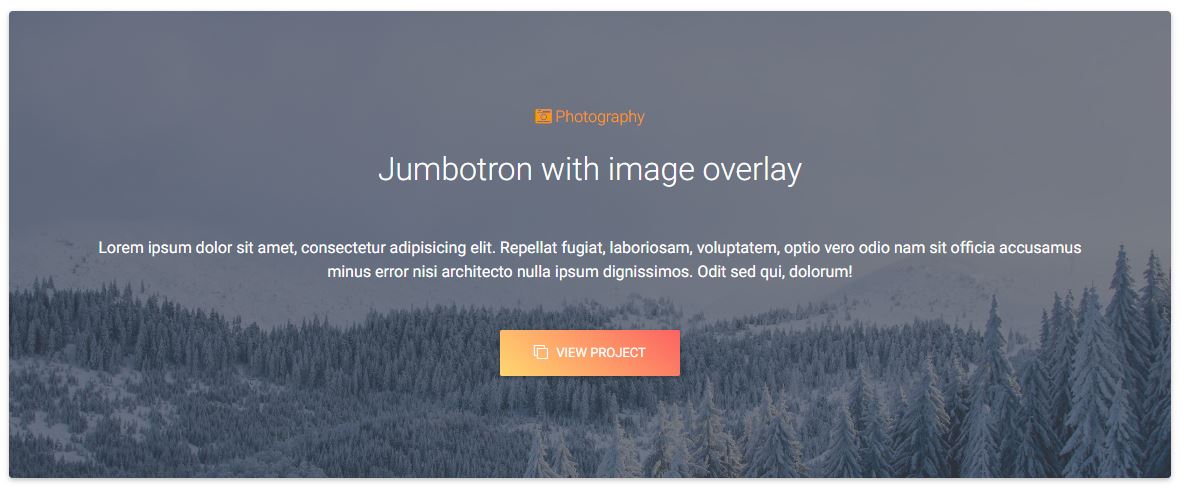 Photography
Jumbotron with image overlay
Lorem ipsum dolor sit amet, consectetur adipisicing elit. Repellat fugiat, laboriosam, voluptatem, optio vero odio nam sit officia accusamus
minus error nisi architecto nulla ipsum dignissimos. Odit sed qui, dolorum!
VIEW PROJECT